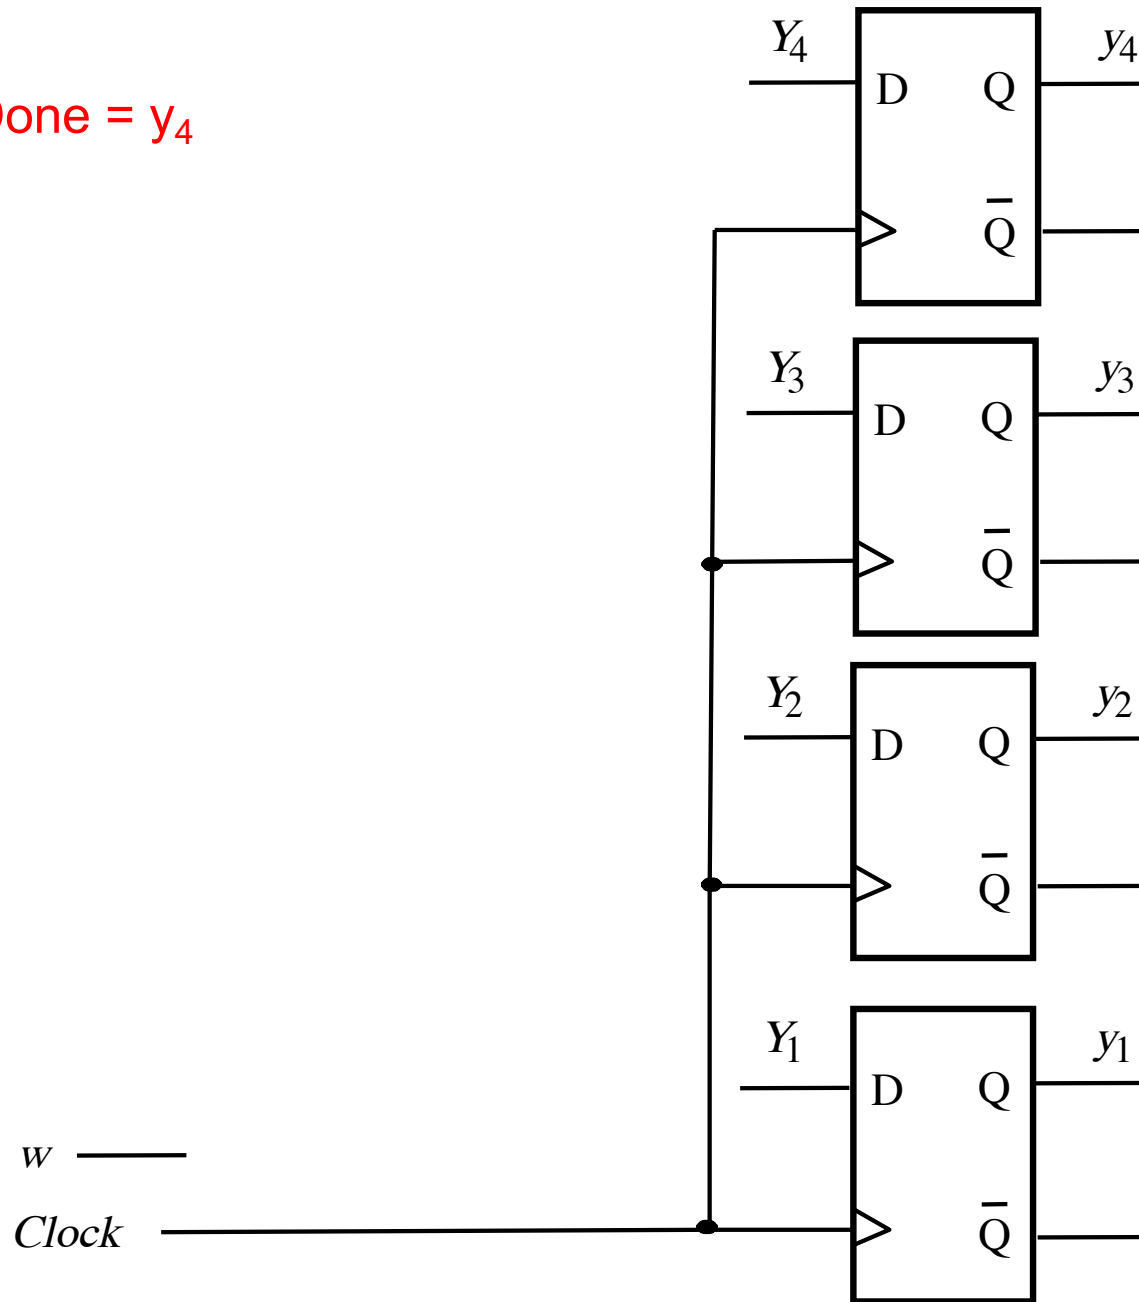 Y4 y4
D Q
one = y4
Q̅
Y3 y3
D Q
Q̅
Y2 y2
D Q
Q̅
Y1 y1
D Q
w
Clock Q̅